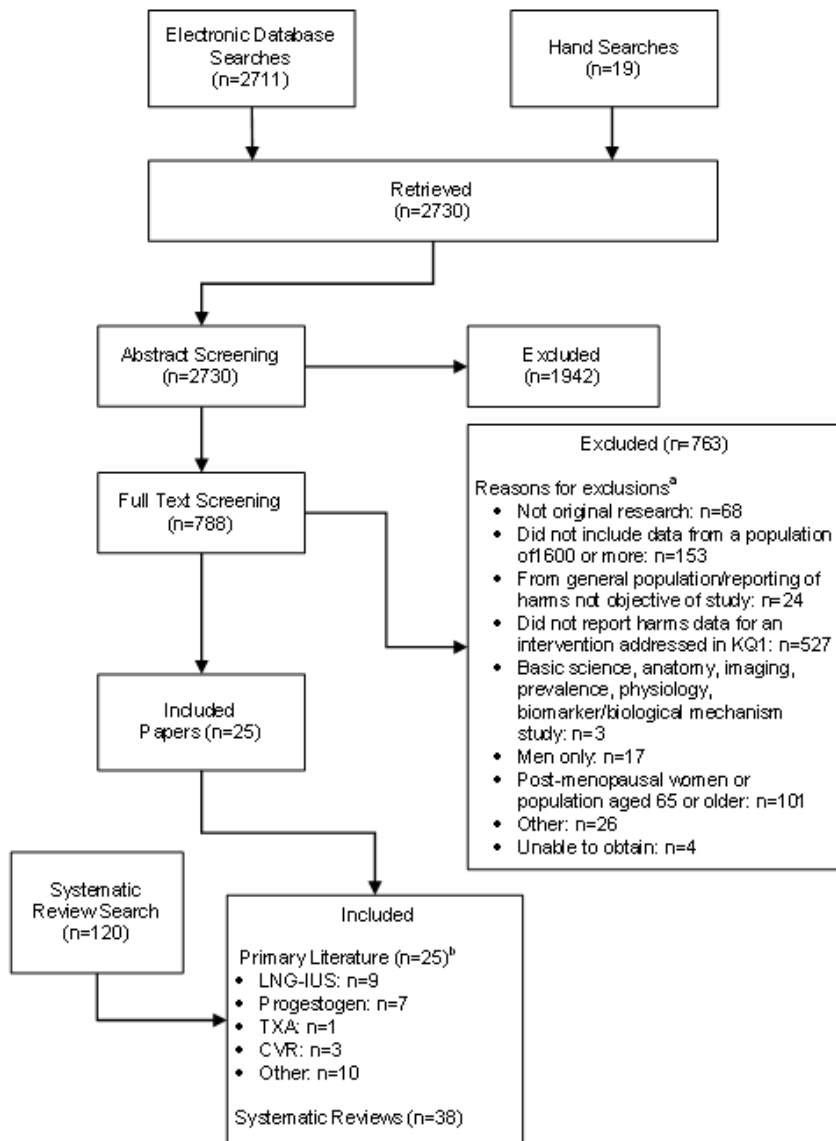 Electronic Database
Searches
(n=2711)
Hand Searches
(n=19)
Retrieved
(n=2730)
Abstract Screening
(n=2730)
Excluded
(n=1942)
Full Text Screening
(n=788)
Excluded (n=763)
Reasons for exclusionsᵃ
• Not original research: n=68
• Did not include data from a population
of1600 or more: n=153
• From general population/reporting of
harms not objective of study: n=24
• Did not report harms data for an
intervention addressed in KQ1: n=527
• Basic science, anatomy, imaging,
prevalence, physiology,
biomarker/biological mechanism
study: n=3
• Men only: n=17
• Post-menopausal women or
population aged 65 or older: n=101
• Other: n=26
• Unable to obtain: n=4
Included
Papers (n=25)
Systematic
Review Search
(n=120)
Included
Primary Literature (n=25)ᵇ
• LNG-IUS: n=9
• Progestogen: n=7
• TXA: n=1
• CVR: n=3
• Other: n=10
Systematic Reviews (n=38)